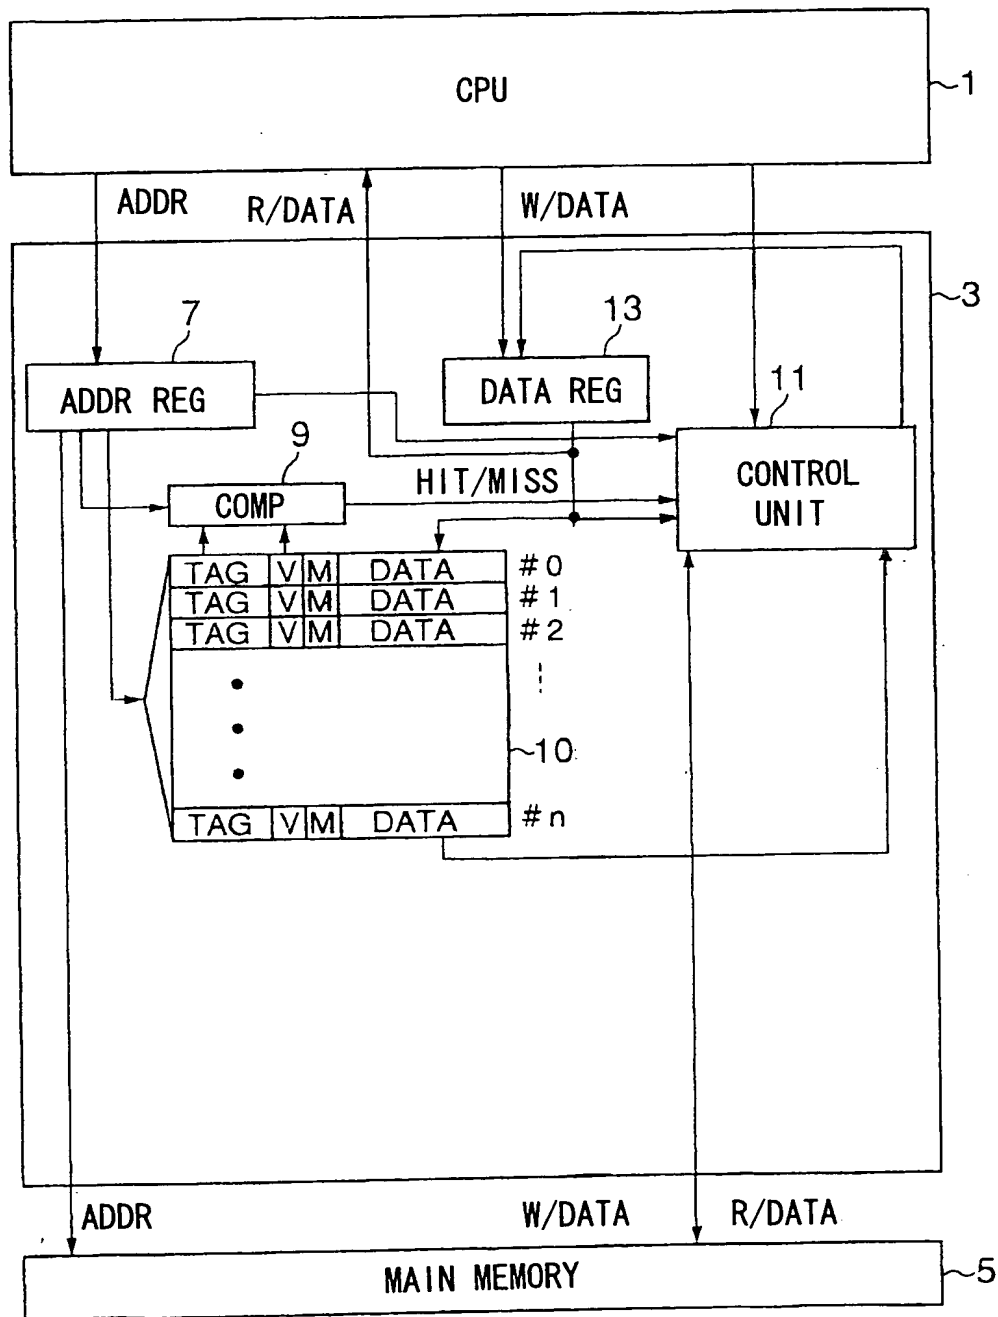 CPU
1
ADDR
R/DATA
W/DATA
3
7
13
ADDR REG
DATA REG
11
9
CONTROL
UNIT
HIT/MISS
COMP
TAG V M DATA #0
TAG V M DATA #1
TAG V M DATA #2
10
TAG V M DATA #n
ADDR
W/DATA
R/DATA
MAIN MEMORY
5